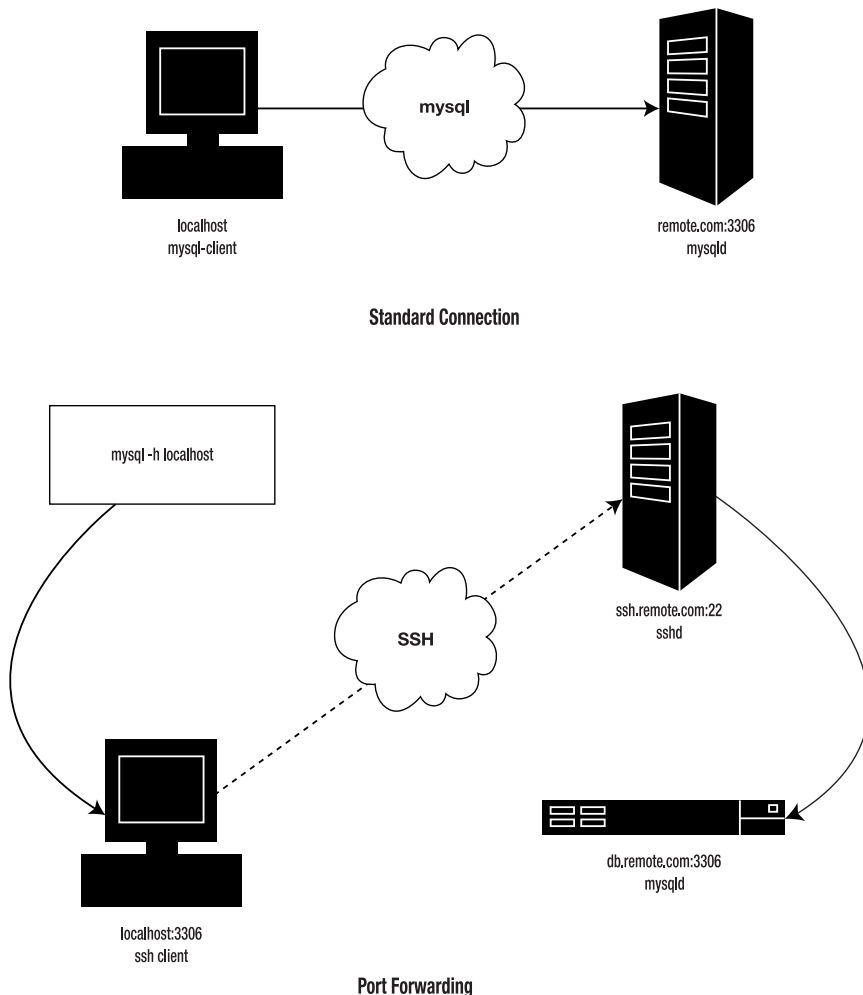 mysql
localhost
mysql-client
remote.com:3306
mysqld
Standard Connection
mysql -h localhost
ssh.remote.com:22
sshd
SSH
db.remote.com:3306
mysqld
localhost:3306
ssh client
Port Forwarding